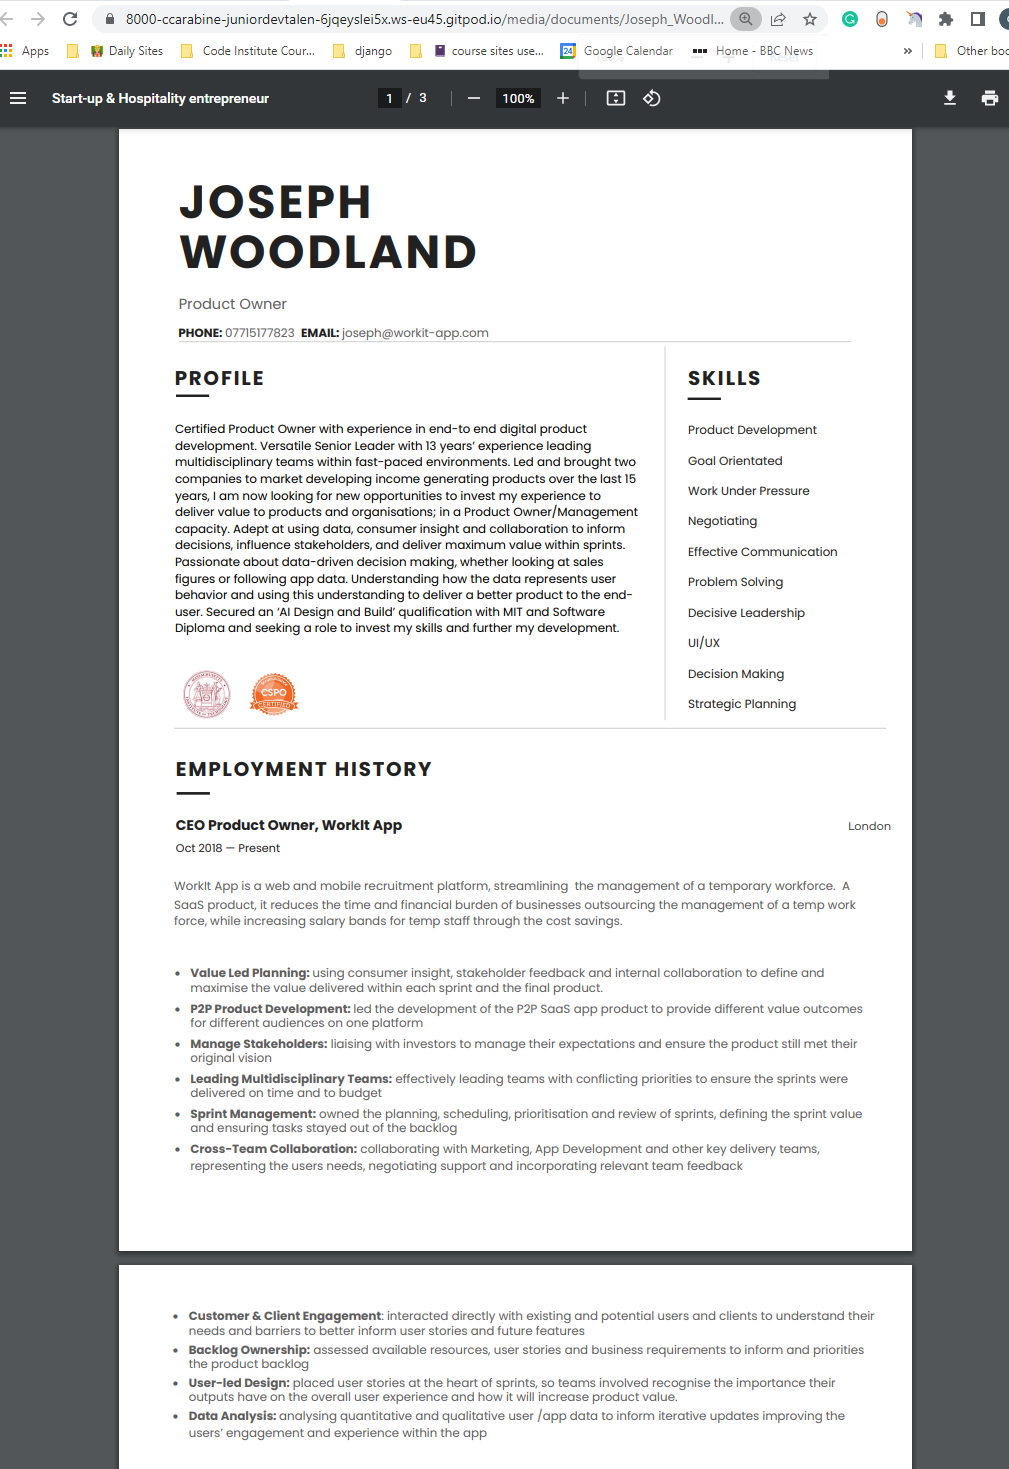 8000-ccarabine-juniordevtalen-6jqeyslei5x.ws-eu45.gitpod.io/media/documents/Joseph_Woodl...
Apps Daily Sites Code Institute Cour... django course sites use... 24 Google Calendar Home - BBC News » Other boo
Start-up & Hospitality entrepreneur 1 / 3 — 100% +
JOSEPH
WOODLAND
Product Owner
PHONE: 07715177823 EMAIL: joseph@workit-app.com
PROFILE
Certified Product Owner with experience in end-to end digital product
development. Versatile Senior Leader with 13 years’ experience leading
multidisciplinary teams within fast-paced environments. Led and brought two
companies to market developing income generating products over the last 15
years, I am now looking for new opportunities to invest my experience to
deliver value to products and organisations; in a Product Owner/Management
capacity. Adept at using data, consumer insight and collaboration to inform
decisions, influence stakeholders, and deliver maximum value within sprints.
Passionate about data-driven decision making, whether looking at sales
figures or following app data. Understanding how the data represents user
behavior and using this understanding to deliver a better product to the end-
user. Secured an ‘AI Design and Build’ qualification with MIT and Software
Diploma and seeking a role to invest my skills and further my development.
CSPO
CERTIFIED
SKILLS
Product Development
Goal Orientated
Work Under Pressure
Negotiating
Effective Communication
Problem Solving
Decisive Leadership
UI/UX
Decision Making
Strategic Planning
EMPLOYMENT HISTORY
CEO Product Owner, WorkIt App London
Oct 2018 — Present
WorkIt App is a web and mobile recruitment platform, streamlining the management of a temporary workforce. A
SaaS product, it reduces the time and financial burden of businesses outsourcing the management of a temp work
force, while increasing salary bands for temp staff through the cost savings.
• Value Led Planning: using consumer insight, stakeholder feedback and internal collaboration to define and
maximise the value delivered within each sprint and the final product.
• P2P Product Development: led the development of the P2P SaaS app product to provide different value outcomes
for different audiences on one platform
• Manage Stakeholders: liaising with investors to manage their expectations and ensure the product still met their
original vision
• Leading Multidisciplinary Teams: effectively leading teams with conflicting priorities to ensure the sprints were
delivered on time and to budget
• Sprint Management: owned the planning, scheduling, prioritisation and review of sprints, defining the sprint value
and ensuring tasks stayed out of the backlog
• Cross-Team Collaboration: collaborating with Marketing, App Development and other key delivery teams,
representing the users needs, negotiating support and incorporating relevant team feedback
• Customer & Client Engagement: interacted directly with existing and potential users and clients to understand their
needs and barriers to better inform user stories and future features
• Backlog Ownership: assessed available resources, user stories and business requirements to inform and priorities
the product backlog
• User-led Design: placed user stories at the heart of sprints, so teams involved recognise the importance their
outputs have on the overall user experience and how it will increase product value.
• Data Analysis: analysing quantitative and qualitative user /app data to inform iterative updates improving the
users’ engagement and experience within the app